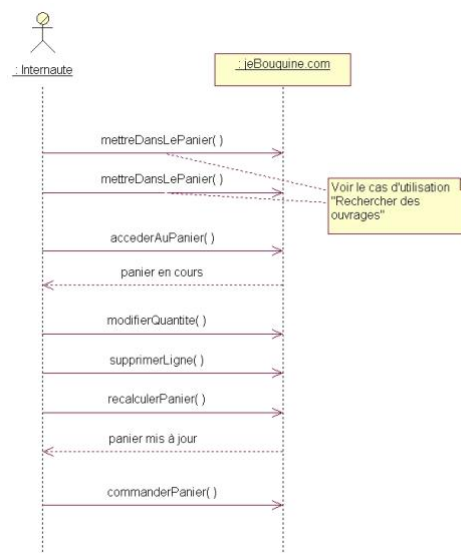 : Internaute
: jeBouquine.com
mettreDansLePanier( )
mettreDansLePanier( )
Voir le cas d'utilisation
"Rechercher des
ouvrages"
accederAuPanier( )
panier en cours
modifierQuantite( )
supprimerLigne( )
recalculerPanier( )
panier mis à jour
commanderPanier( )